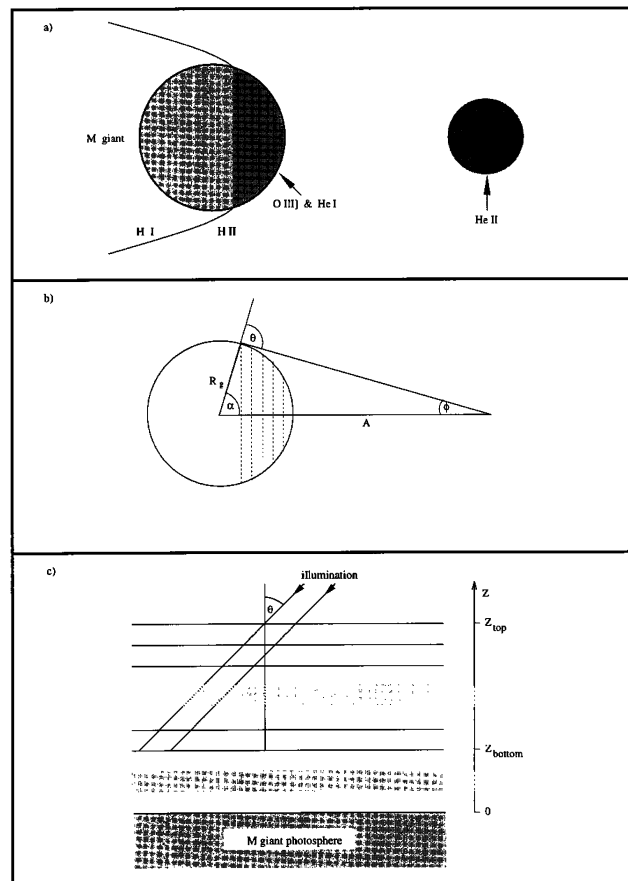 a)
M giant
O III] & He I
He II
H I
H II
b)
θ
R g
α
φ
A
c)
illumination
θ
Z
Z top
Z bottom
0
M giant photosphere